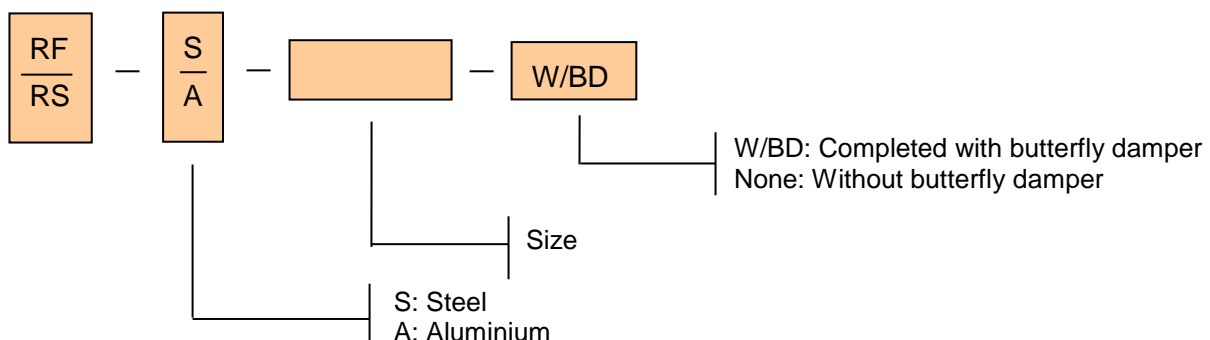 RF
RS
—
S
A
—
—
W/BD
W/BD: Completed with butterfly damper
None: Without butterfly damper
Size
S: Steel
A: Aluminium